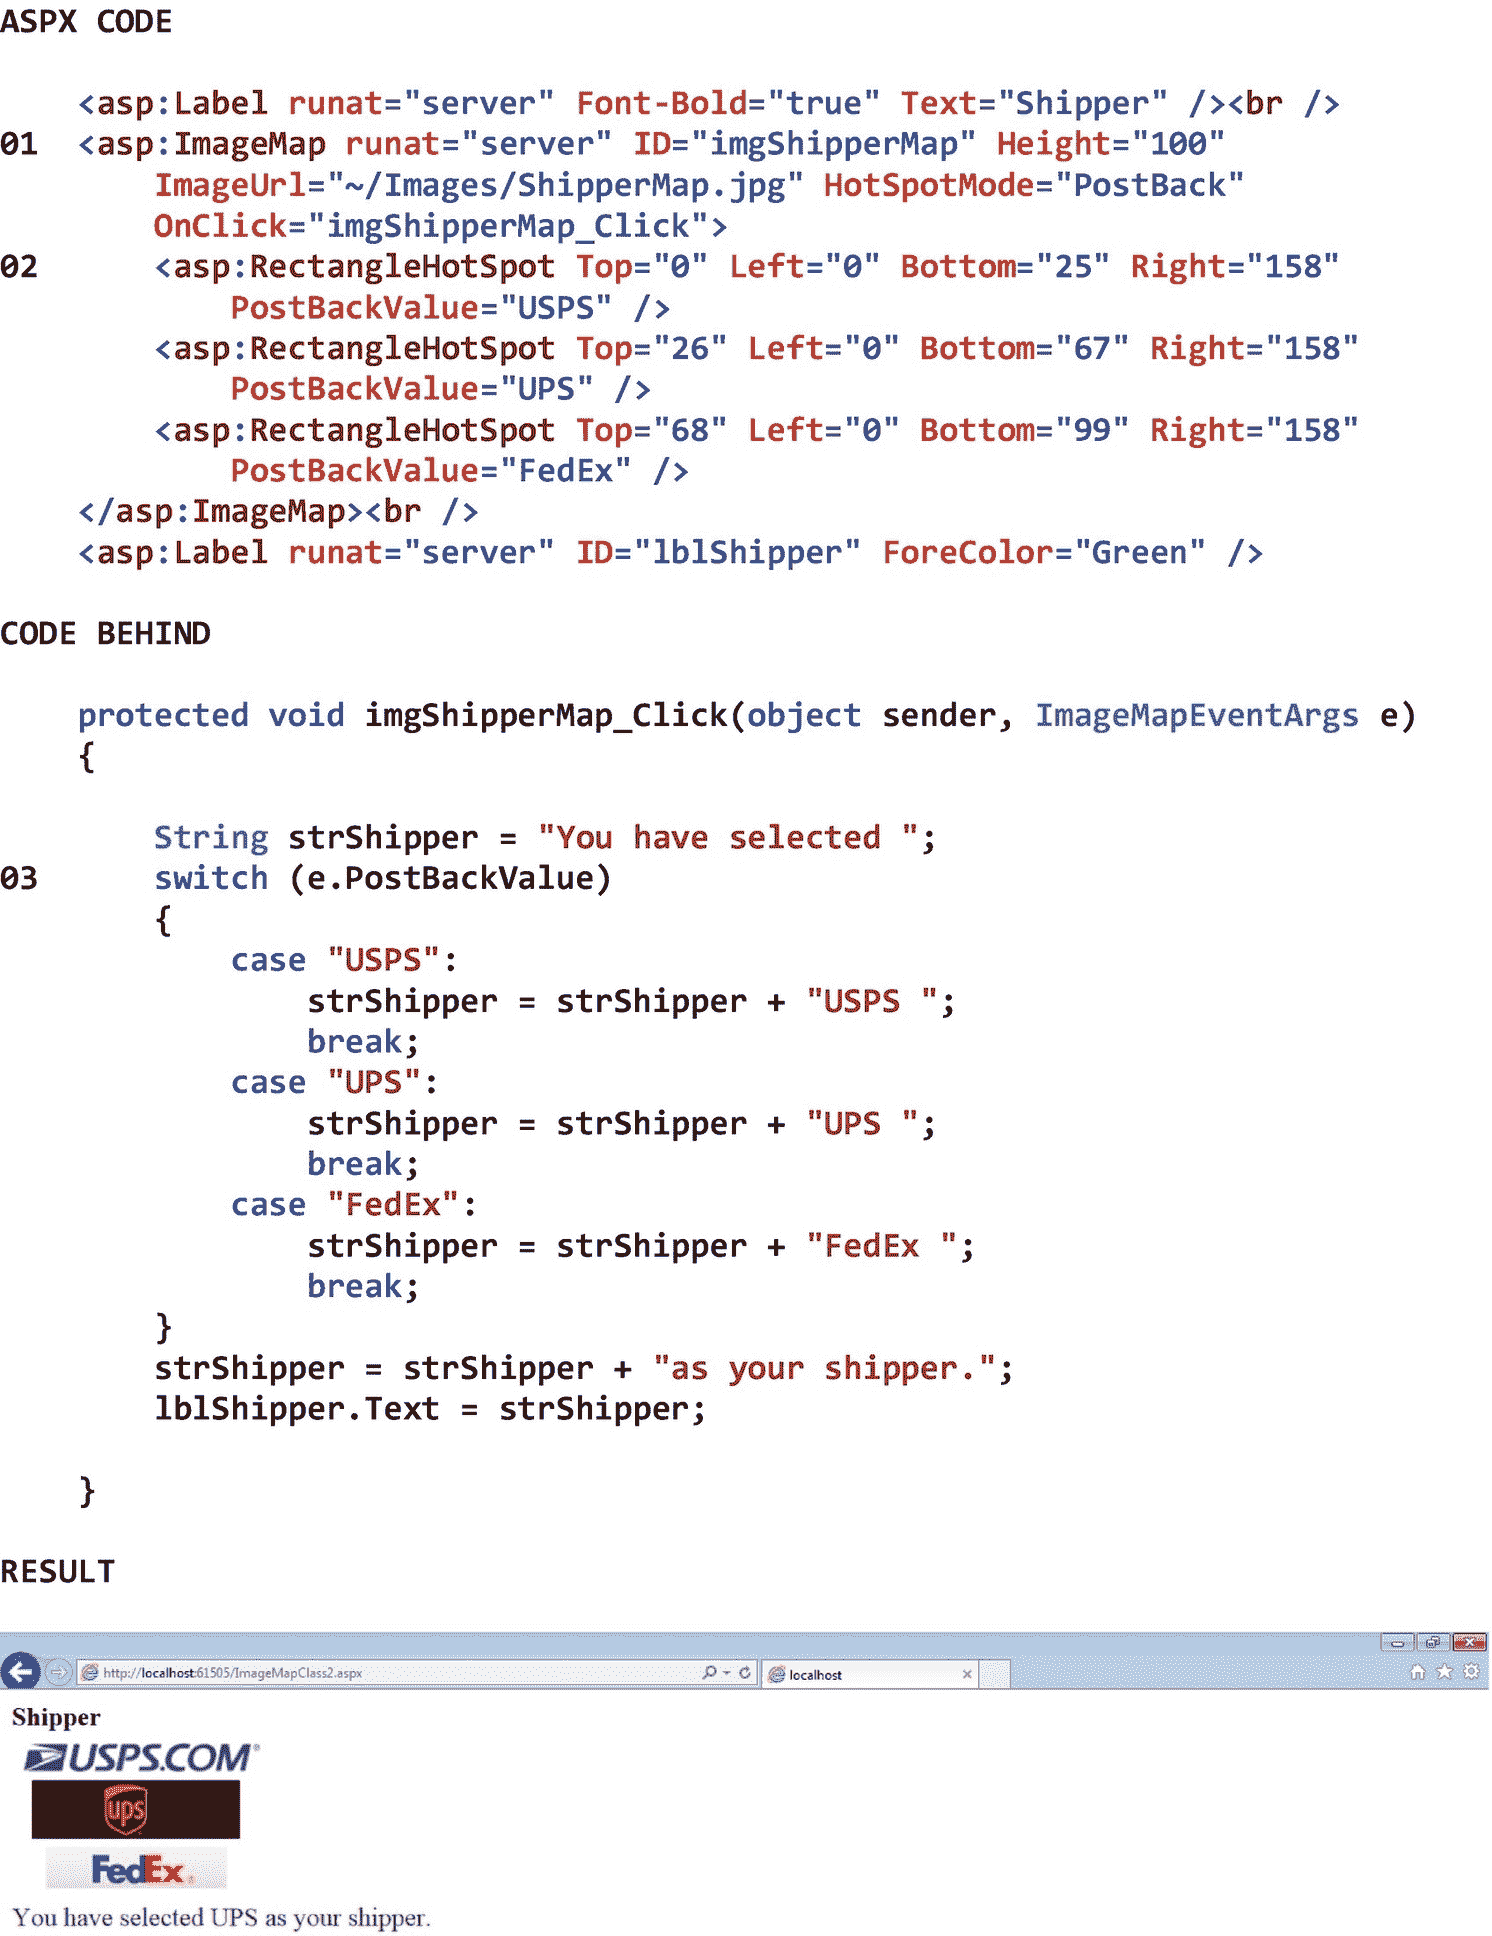 ASPX CODE
<asp:Label runat="server" Font-Bold="true" Text="Shipper" /><br />
01 <asp:ImageMap runat="server" ID="imgShipperMap" Height="100"
ImageUrl="~/Images/ShipperMap.jpg" HotSpotMode="PostBack"
OnClick="imgShipperMap_Click">
02 <asp:RectangleHotSpot Top="0" Left="0" Bottom="25" Right="158"
PostBackValue="USPS" />
<asp:RectangleHotSpot Top="26" Left="0" Bottom="67" Right="158"
PostBackValue="UPS" />
<asp:RectangleHotSpot Top="68" Left="0" Bottom="99" Right="158"
PostBackValue="FedEx" />
</asp:ImageMap><br />
<asp:Label runat="server" ID="lblShipper" ForeColor="Green" />
CODE BEHIND
protected void imgShipperMap_Click(object sender, ImageMapEventArgs e)
{
String strShipper = "You have selected ";
03 switch (e.PostBackValue)
{
case "USPS":
strShipper = strShipper + "USPS ";
break;
case "UPS":
strShipper = strShipper + "UPS ";
break;
case "FedEx":
strShipper = strShipper + "FedEx ";
break;
}
strShipper = strShipper + "as your shipper.";
lblShipper.Text = strShipper;
}
RESULT
http://localhost:61505/ImageMapClass2.aspx
localhost
Shipper
USPS.COM®
ups
FedEx
You have selected UPS as your shipper.